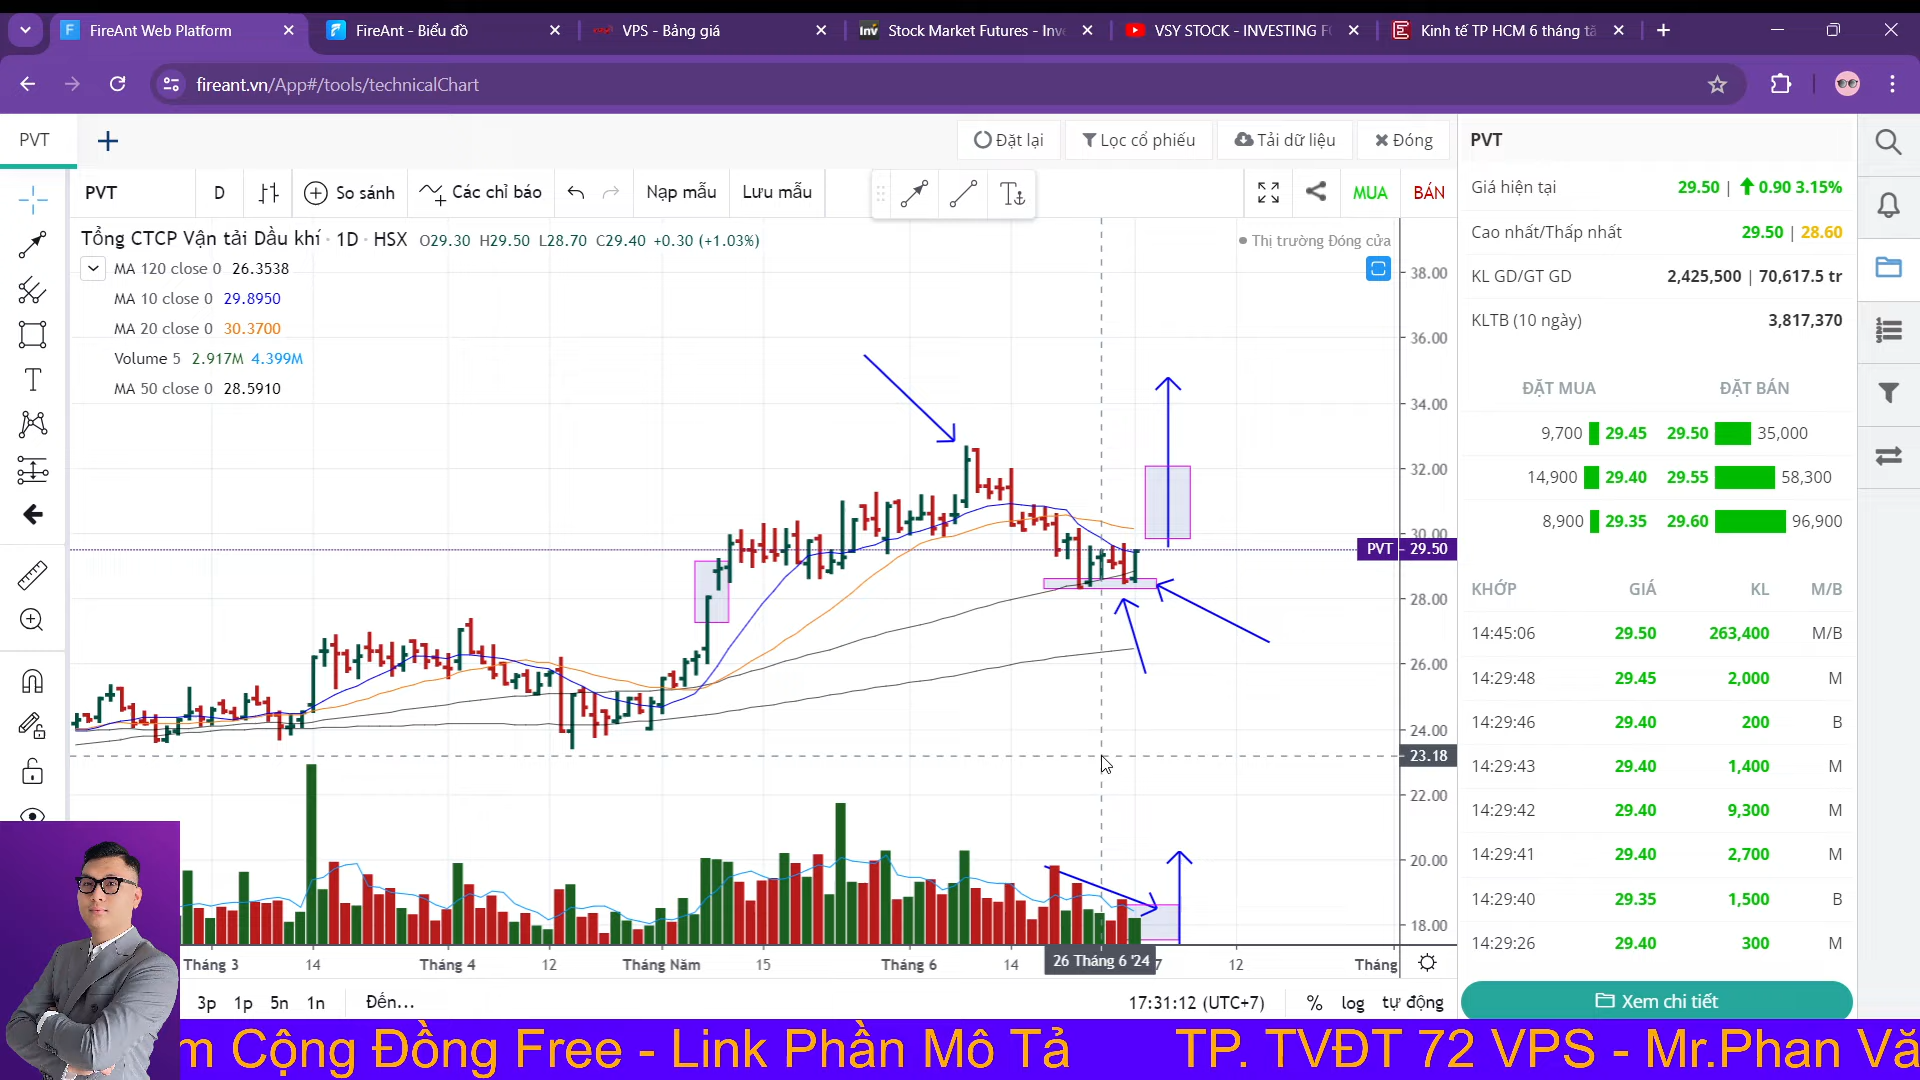 FireAnt Web Platform
FireAnt - Biểu đồ
VPS - Bảng giá
Inv
Stock Market Futures - Inve
VSY STOCK - INVESTING F
Kinh tế TP HCM 6 tháng
fireant.vn/App#/tools/technicalChart
PVT
Đặt lại
Lọc cổ phiếu
Tải dữ liệu
Đóng
PVT
PVT
D
So sánh
Các chỉ báo
Nạp mẫu
Lưu mẫu
MUA
BÁN
Tổng CTCP Vận tải Dầu khí · 1D · HSX O29.30 H29.50 L28.70 C29.40 +0.30 (+1.03%)
Thị trường Đóng cửa
MA 120 close 0 26.3538
MA 10 close 0 29.8950
MA 20 close 0 30.3700
Volume 5 2.917M 4.399M
MA 50 close 0 28.5910
38.00
36.00
34.00
32.00
30.00
PVT 29.50
28.00
26.00
24.00
23.18
22.00
20.00
18.00
Tháng 3
14
Tháng 4
12
Tháng Năm
15
Tháng 6
14
26 Tháng 6 '24
7
12
Tháng
3p 1p 5n 1n
Đến...
17:31:12 (UTC+7)
% log tự động
Giá hiện tại 29.50 | 0.90 3.15%
Cao nhất/Thấp nhất 29.50 | 28.60
KL GD/GT GD 2,425,500 | 70,617.5 tr
KLTB (10 ngày) 3,817,370
ĐẶT MUA ĐẶT BÁN
9,700 29.45 29.50 35,000
14,900 29.40 29.55 58,300
8,900 29.35 29.60 96,900
KHỚP GIÁ KL M/B
14:45:06 29.50 263,400 M/B
14:29:48 29.45 2,000 M
14:29:46 29.40 200 B
14:29:43 29.40 1,400 M
14:29:42 29.40 9,300 M
14:29:41 29.40 2,700 M
14:29:40 29.35 1,500 B
14:29:26 29.40 300 M
Xem chi tiết
m Cộng Đồng Free - Link Phần Mô Tả TP. TVĐT 72 VPS - Mr.Phan Vă